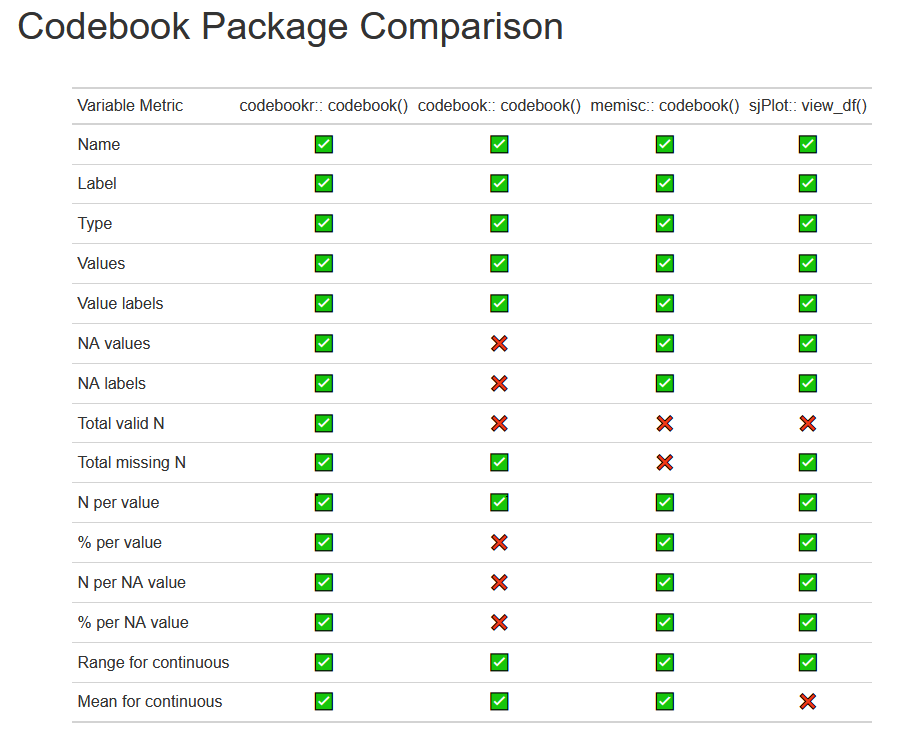 Codebook Package Comparison
Variable Metric codebookr:: codebook() codebook:: codebook() memisc:: codebook() sjPlot:: view_df()
Name ✅ ✅ ✅ ✅
Label ✅ ✅ ✅ ✅
Type ✅ ✅ ✅ ✅
Values ✅ ✅ ✅ ✅
Value labels ✅ ✅ ✅ ✅
NA values ✅ ❌ ✅ ✅
NA labels ✅ ❌ ✅ ✅
Total valid N ✅ ❌ ❌ ❌
Total missing N ✅ ✅ ❌ ✅
N per value ✅ ✅ ✅ ✅
% per value ✅ ❌ ✅ ✅
N per NA value ✅ ❌ ✅ ✅
% per NA value ✅ ❌ ✅ ✅
Range for continuous ✅ ✅ ✅ ✅
Mean for continuous ✅ ✅ ✅ ❌